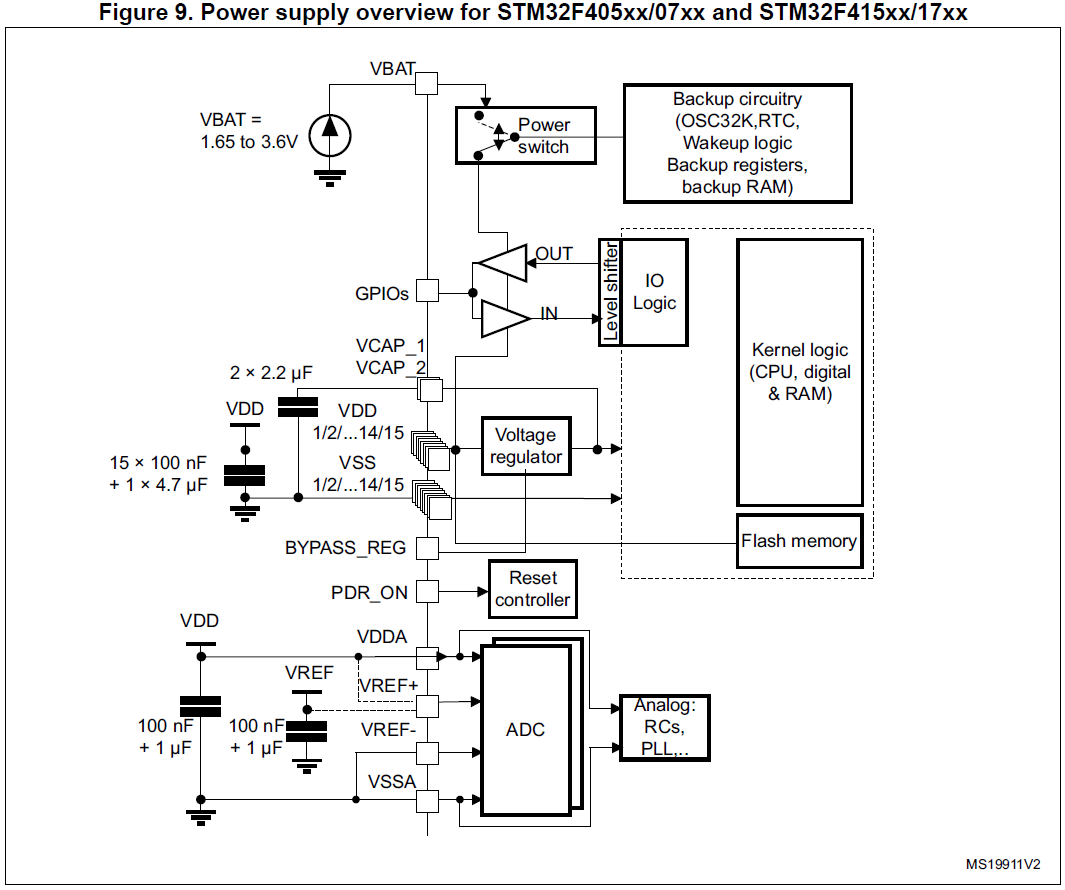 Figure 9. Power supply overview for STM32F405xx/07xx and STM32F415xx/17xx
VBAT
VBAT =
1.65 to 3.6V
Power
switch
Backup circuitry
(OSC32K,RTC,
Wakeup logic
Backup registers,
backup RAM)
OUT
GPIOs
IN
Level shifter
IO
Logic
Kernel logic
(CPU, digital
& RAM)
VCAP_1
VCAP_2
2 × 2.2 μF
VDD
VDD
1/2/...14/15
Voltage
regulator
15 × 100 nF
+ 1 × 4.7 μF
VSS
1/2/...14/15
Flash memory
BYPASS_REG
PDR_ON
Reset
controller
VDD
VDDA
VREF
VREF+
100 nF
+ 1 μF
100 nF
+ 1 μF
VREF-
ADC
Analog:
RCs,
PLL,..
VSSA
MS19911V2